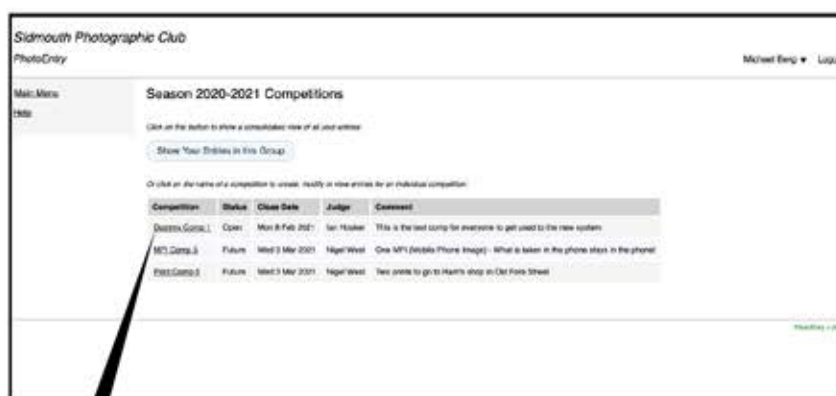 Sidmouth Photographic Club
PhotoEntry
Michael Berg ▼ Logo
Main Menu
Help
Season 2020-2021 Competitions
Click on the button to show a consolidated view of all your entries
Show Your Entries in this Group
Or click on the name of a competition to create, modify or view entries for an individual competition
Competition Status Close Date Judge Comment
Dummy Comp 1 Open Mon 8 Feb 2021 Ian Hosker This is the test comp for everyone to get used to the new system
MPI Comp 5 Future Wed 3 Mar 2021 Nigel West One MPI (Mobile Phone Image) - What is taken in the phone stays in the phone!
Print Comp 5 Future Wed 3 Mar 2021 Nigel West Two prints to go to Haim's shop in Old Fore Street